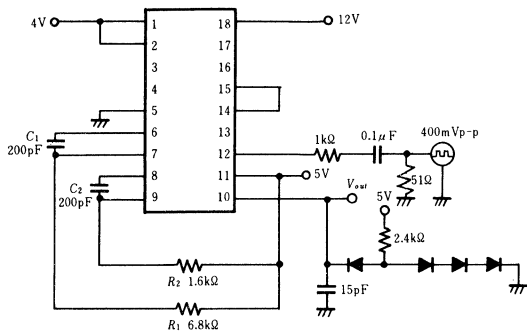 4V
1
18
12V
2
17
3
16
4
15
5
14
C1
200pF
6
13
7
12
1kΩ
0.1μF
400mVp-p
C2
200pF
8
11
5V
51Ω
9
10
Vout
5V
2.4kΩ
R2 1.6kΩ
15pF
R1 6.8kΩ